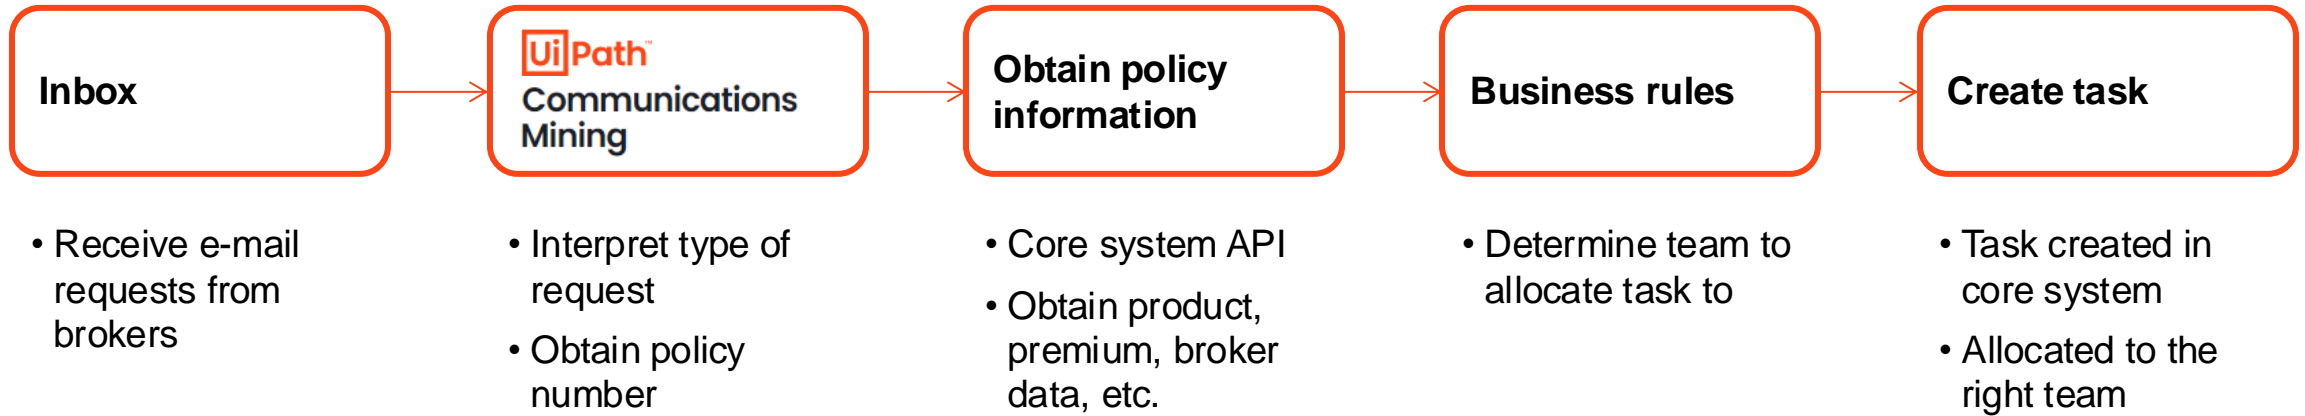 Inbox
UiPath™
Communications
Mining
Obtain policy
information
Business rules
Create task
• Receive e-mail
requests from
brokers
• Interpret type of
request
• Obtain policy
number
• Core system API
• Obtain product,
premium, broker
data, etc.
• Determine team to
allocate task to
• Task created in
core system
• Allocated to the
right team